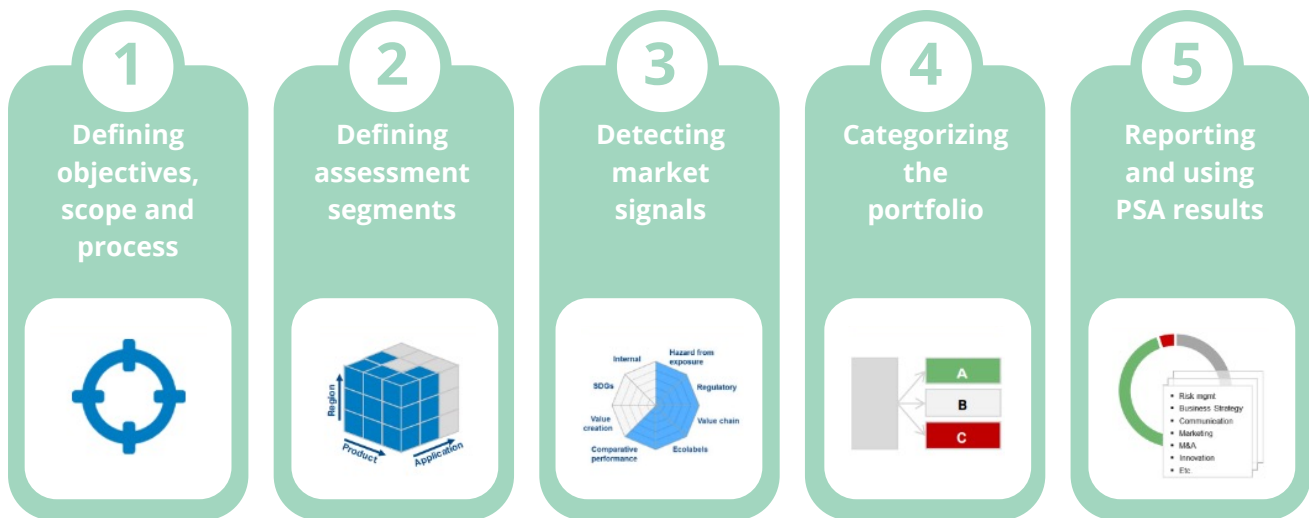 1
Defining
objectives,
scope and
process
2
Defining
assessment
segments
Region
Product
Application
3
Detecting
market
signals
Internal
Hazard from
exposure
SDGs
Regulatory
Value
creation
Value chain
Comparative
performance
Ecolabels
4
Categorizing
the
portfolio
A
B
C
5
Reporting
and using
PSA results
▪ Risk mgmt
▪ Business Strategy
▪ Communication
▪ Marketing
▪ M&A
▪ Innovation
▪ Etc.